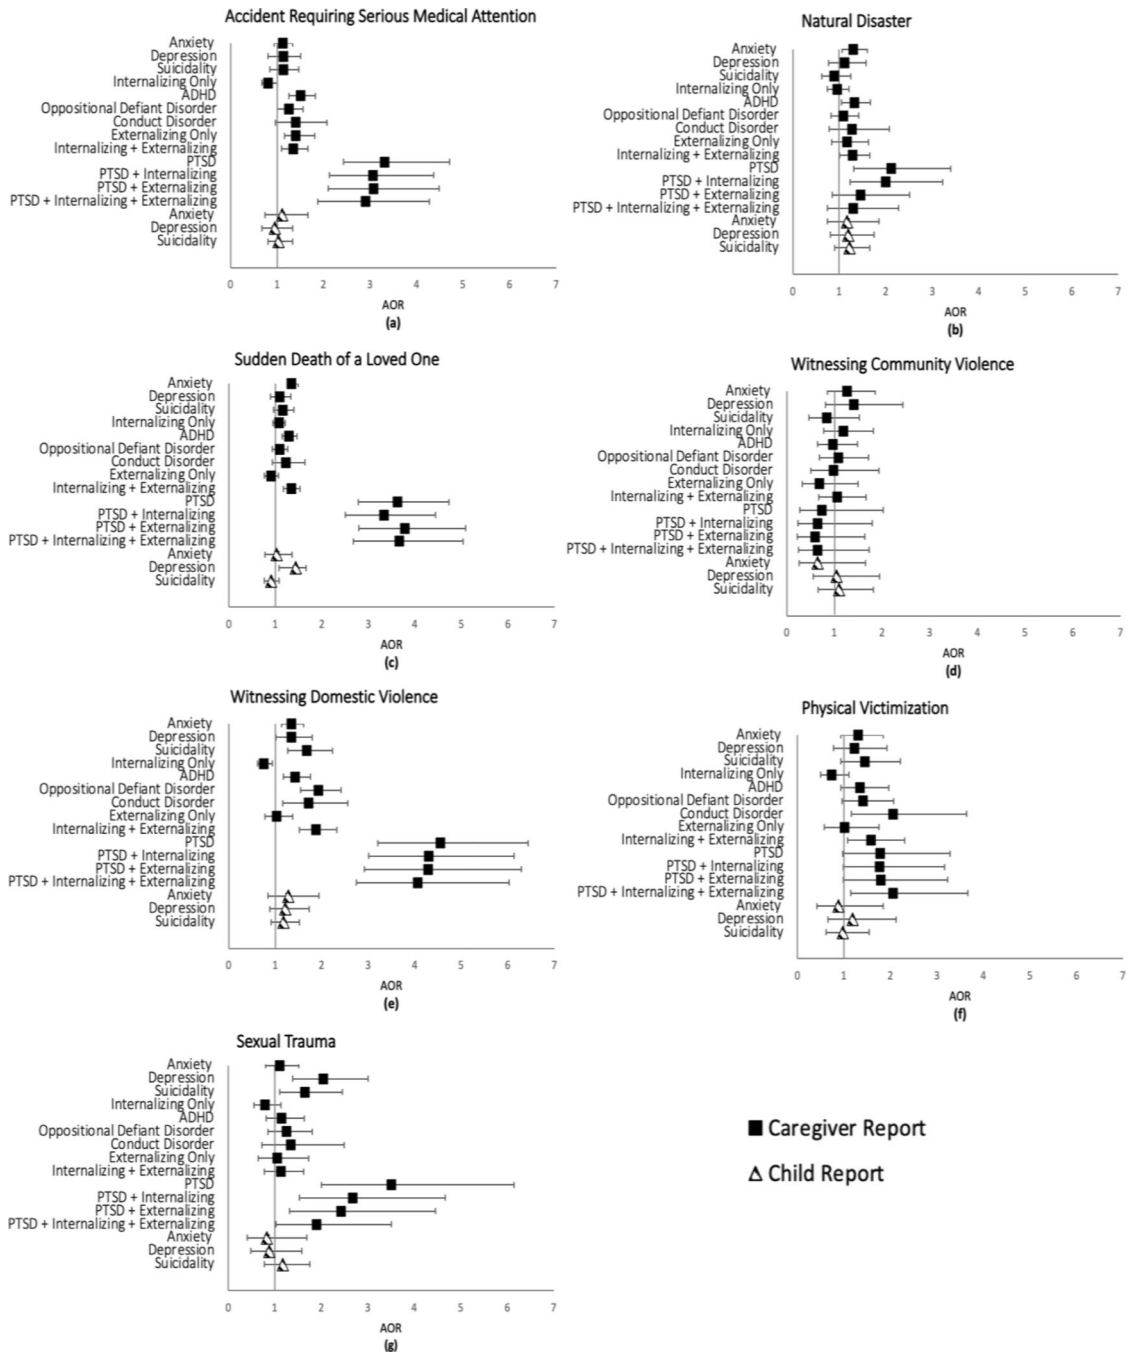 Accident Requiring Serious Medical Attention
Anxiety
Depression
Suicidality
Internalizing Only
ADHD
Oppositional Defiant Disorder
Conduct Disorder
Externalizing Only
Internalizing + Externalizing
PTSD
PTSD + Internalizing
PTSD + Externalizing
PTSD + Internalizing + Externalizing
Anxiety
Depression
Suicidality
0 1 2 3 4 5 6 7
AOR
(a)
Natural Disaster
Anxiety
Depression
Suicidality
Internalizing Only
ADHD
Oppositional Defiant Disorder
Conduct Disorder
Externalizing Only
Internalizing + Externalizing
PTSD
PTSD + Internalizing
PTSD + Externalizing
PTSD + Internalizing + Externalizing
Anxiety
Depression
Suicidality
0 1 2 3 4 5 6 7
AOR
(b)
Sudden Death of a Loved One
Anxiety
Depression
Suicidality
Internalizing Only
ADHD
Oppositional Defiant Disorder
Conduct Disorder
Externalizing Only
Internalizing + Externalizing
PTSD
PTSD + Internalizing
PTSD + Externalizing
PTSD + Internalizing + Externalizing
Anxiety
Depression
Suicidality
0 1 2 3 4 5 6 7
AOR
(c)
Witnessing Community Violence
Anxiety
Depression
Suicidality
Internalizing Only
ADHD
Oppositional Defiant Disorder
Conduct Disorder
Externalizing Only
Internalizing + Externalizing
PTSD
PTSD + Internalizing
PTSD + Externalizing
PTSD + Internalizing + Externalizing
Anxiety
Depression
Suicidality
0 1 2 3 4 5 6 7
AOR
(d)
Witnessing Domestic Violence
Anxiety
Depression
Suicidality
Internalizing Only
ADHD
Oppositional Defiant Disorder
Conduct Disorder
Externalizing Only
Internalizing + Externalizing
PTSD
PTSD + Internalizing
PTSD + Externalizing
PTSD + Internalizing + Externalizing
Anxiety
Depression
Suicidality
0 1 2 3 4 5 6 7
AOR
(e)
Physical Victimization
Anxiety
Depression
Suicidality
Internalizing Only
ADHD
Oppositional Defiant Disorder
Conduct Disorder
Externalizing Only
Internalizing + Externalizing
PTSD
PTSD + Internalizing
PTSD + Externalizing
PTSD + Internalizing + Externalizing
Anxiety
Depression
Suicidality
0 1 2 3 4 5 6 7
AOR
(f)
Sexual Trauma
Anxiety
Depression
Suicidality
Internalizing Only
ADHD
Oppositional Defiant Disorder
Conduct Disorder
Externalizing Only
Internalizing + Externalizing
PTSD
PTSD + Internalizing
PTSD + Externalizing
PTSD + Internalizing + Externalizing
Anxiety
Depression
Suicidality
0 1 2 3 4 5 6 7
AOR
(g)
Caregiver Report
Child Report